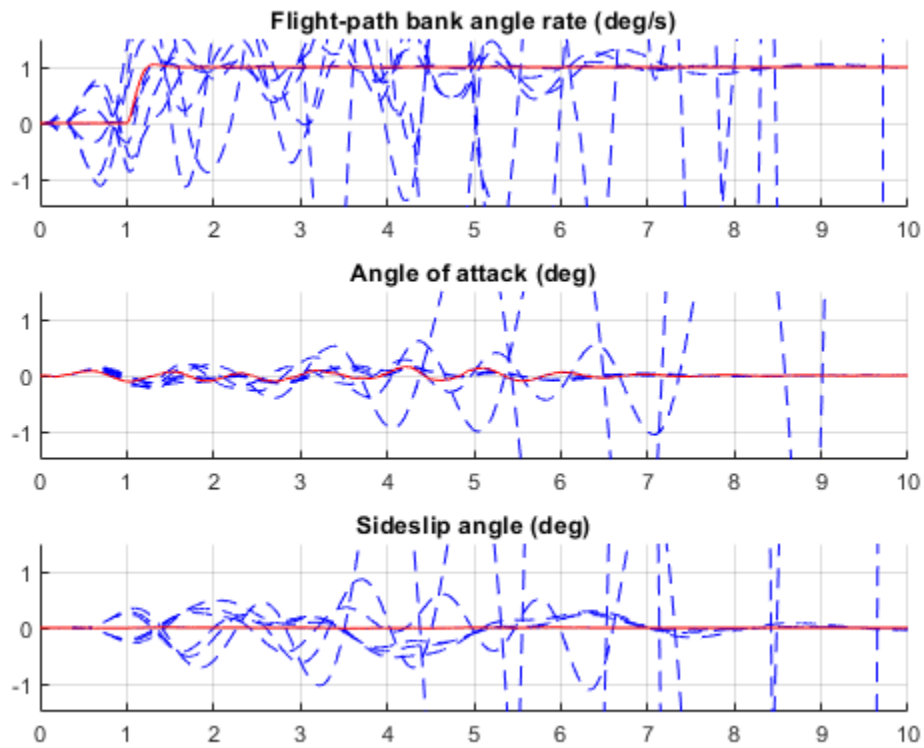 Flight-path bank angle rate (deg/s)
1
0
-1
0 1 2 3 4 5 6 7 8 9 10
Angle of attack (deg)
1
0
-1
0 1 2 3 4 5 6 7 8 9 10
Sideslip angle (deg)
1
0
-1
0 1 2 3 4 5 6 7 8 9 10